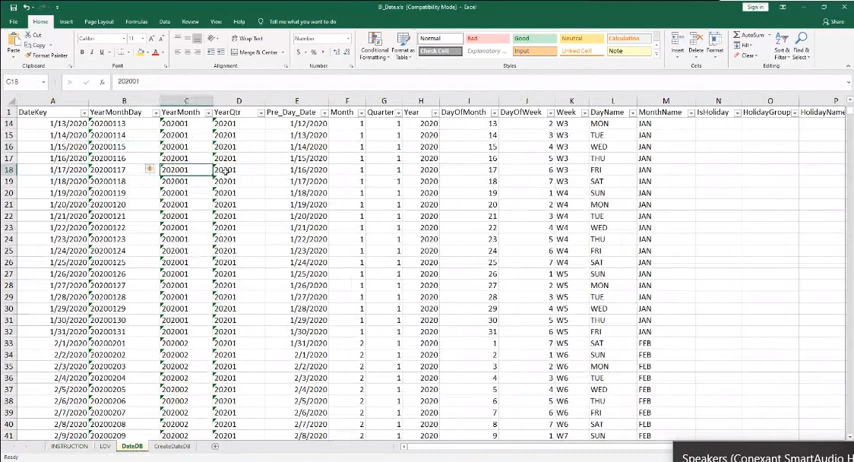 BI_Date.xls [Compatibility Mode] - Excel
Sign in
File Home Insert Page Layout Formulas Data Review View Help Tell me what you want to do Share
Paste Cut Copy Format Painter
Calibri 11
Wrap Text
Merge & Center
Number
Conditional Formatting Format as Table
Normal Bad Good Neutral Calculation
Check Cell Explanatory ... Input Linked Cell Note
Insert Delete Format
AutoSum Fill Clear
Sort & Filter Find & Select
Clipboard Font Alignment Number Styles Cells Editing
C18 202001
A B C D E F G H I J K L M N O P
DateKey YearMonthDay YearMonth YearQtr Pre_Day_Date Month Quarter Year DayOfMonth DayOfWeek Week DayName MonthName IsHoliday HolidayGroup HolidayName
14 1/13/2020 20200113 202001 20201 1/12/2020 1 1 2020 13 2 W3 MON JAN
15 1/14/2020 20200114 202001 20201 1/13/2020 1 1 2020 14 3 W3 TUE JAN
16 1/15/2020 20200115 202001 20201 1/14/2020 1 1 2020 15 4 W3 WED JAN
17 1/16/2020 20200116 202001 20201 1/15/2020 1 1 2020 16 5 W3 THU JAN
18 1/17/2020 20200117 202001 20201 1/16/2020 1 1 2020 17 6 W3 FRI JAN
19 1/18/2020 20200118 202001 20201 1/17/2020 1 1 2020 18 7 W3 SAT JAN
20 1/19/2020 20200119 202001 20201 1/18/2020 1 1 2020 19 1 W4 SUN JAN
21 1/20/2020 20200120 202001 20201 1/19/2020 1 1 2020 20 2 W4 MON JAN
22 1/21/2020 20200121 202001 20201 1/20/2020 1 1 2020 21 3 W4 TUE JAN
23 1/22/2020 20200122 202001 20201 1/21/2020 1 1 2020 22 4 W4 WED JAN
24 1/23/2020 20200123 202001 20201 1/22/2020 1 1 2020 23 5 W4 THU JAN
25 1/24/2020 20200124 202001 20201 1/23/2020 1 1 2020 24 6 W4 FRI JAN
26 1/25/2020 20200125 202001 20201 1/24/2020 1 1 2020 25 7 W4 SAT JAN
27 1/26/2020 20200126 202001 20201 1/25/2020 1 1 2020 26 1 W5 SUN JAN
28 1/27/2020 20200127 202001 20201 1/26/2020 1 1 2020 27 2 W5 MON JAN
29 1/28/2020 20200128 202001 20201 1/27/2020 1 1 2020 28 3 W5 TUE JAN
30 1/29/2020 20200129 202001 20201 1/28/2020 1 1 2020 29 4 W5 WED JAN
31 1/30/2020 20200130 202001 20201 1/29/2020 1 1 2020 30 5 W5 THU JAN
32 1/31/2020 20200131 202001 20201 1/30/2020 1 1 2020 31 6 W5 FRI JAN
33 2/1/2020 20200201 202002 20201 1/31/2020 2 1 2020 1 7 W5 SAT FEB
34 2/2/2020 20200202 202002 20201 2/1/2020 2 1 2020 2 1 W6 SUN FEB
35 2/3/2020 20200203 202002 20201 2/2/2020 2 1 2020 3 2 W6 MON FEB
36 2/4/2020 20200204 202002 20201 2/3/2020 2 1 2020 4 3 W6 TUE FEB
37 2/5/2020 20200205 202002 20201 2/4/2020 2 1 2020 5 4 W6 WED FEB
38 2/6/2020 20200206 202002 20201 2/5/2020 2 1 2020 6 5 W6 THU FEB
39 2/7/2020 20200207 202002 20201 2/6/2020 2 1 2020 7 6 W6 FRI FEB
40 2/8/2020 20200208 202002 20201 2/7/2020 2 1 2020 8 7 W6 SAT FEB
41 2/9/2020 20200209 202002 20201 2/8/2020 2 1 2020 9 1 W7 SUN FEB
INSTRUCTION LOV DateDB CreateDateDil
Ready
Speakers (Conexant SmartAudio H